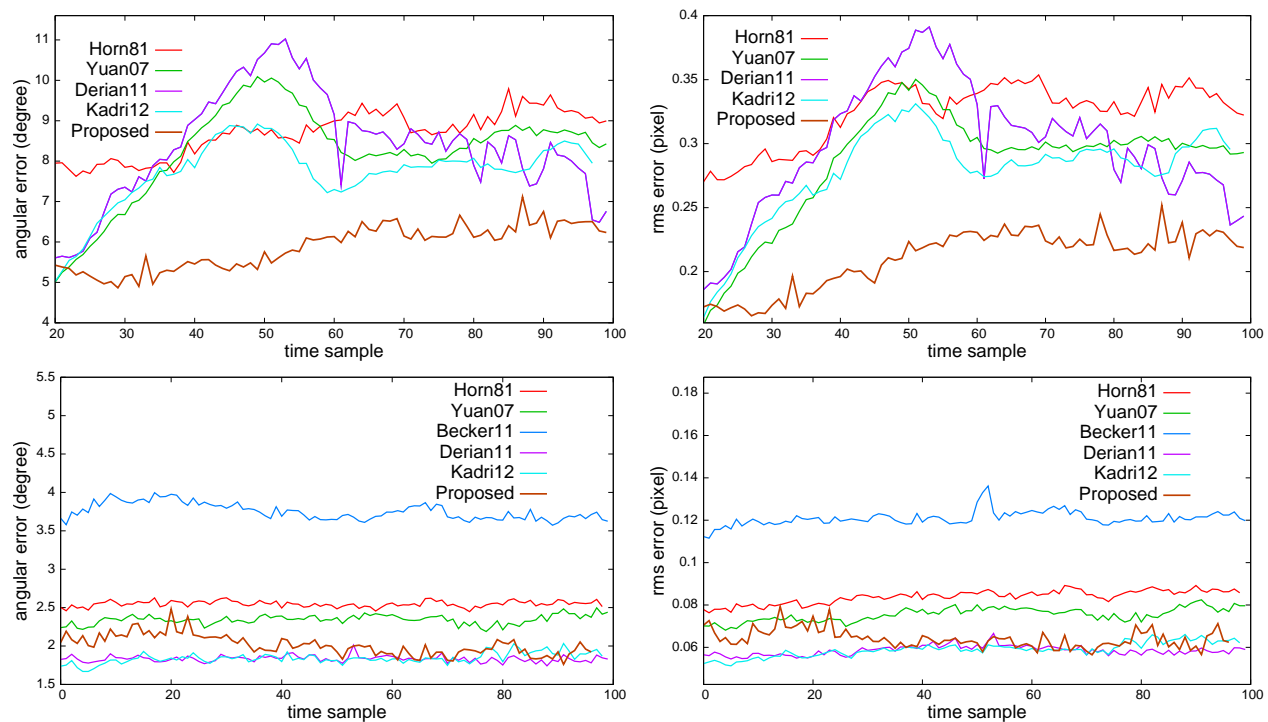 angular error (degree)
11
10
9
8
7
6
5
4
Horn81
Yuan07
Derian11
Kadri12
Proposed
20 30 40 50 60 70 80 90 100
time sample
rms error (pixel)
0.4
0.35
0.3
0.25
0.2
Horn81
Yuan07
Derian11
Kadri12
Proposed
20 30 40 50 60 70 80 90 100
time sample
angular error (degree)
5.5
5
4.5
4
3.5
3
2.5
2
1.5
Horn81
Yuan07
Becker11
Derian11
Kadri12
Proposed
0 20 40 60 80 100
time sample
rms error (pixel)
0.18
0.16
0.14
0.12
0.1
0.08
0.06
Horn81
Yuan07
Becker11
Derian11
Kadri12
Proposed
0 20 40 60 80 100
time sample